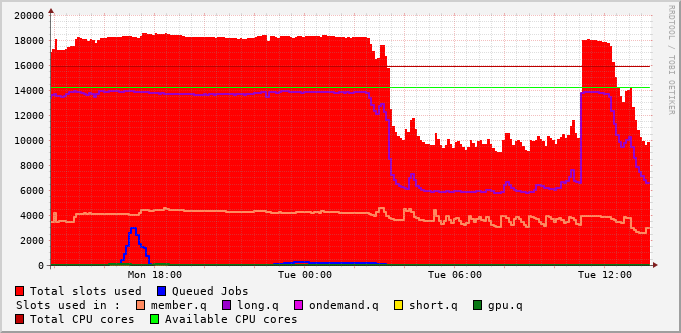 20000
18000
16000
14000
12000
10000
8000
6000
4000
2000
0
Mon 18:00 Tue 00:00 Tue 06:00 Tue 12:00
RRDTOOL / TOBI OETIKER
Total slots used Queued Jobs
Slots used in : member.q long.q ondemand.q short.q gpu.q
Total CPU cores Available CPU cores